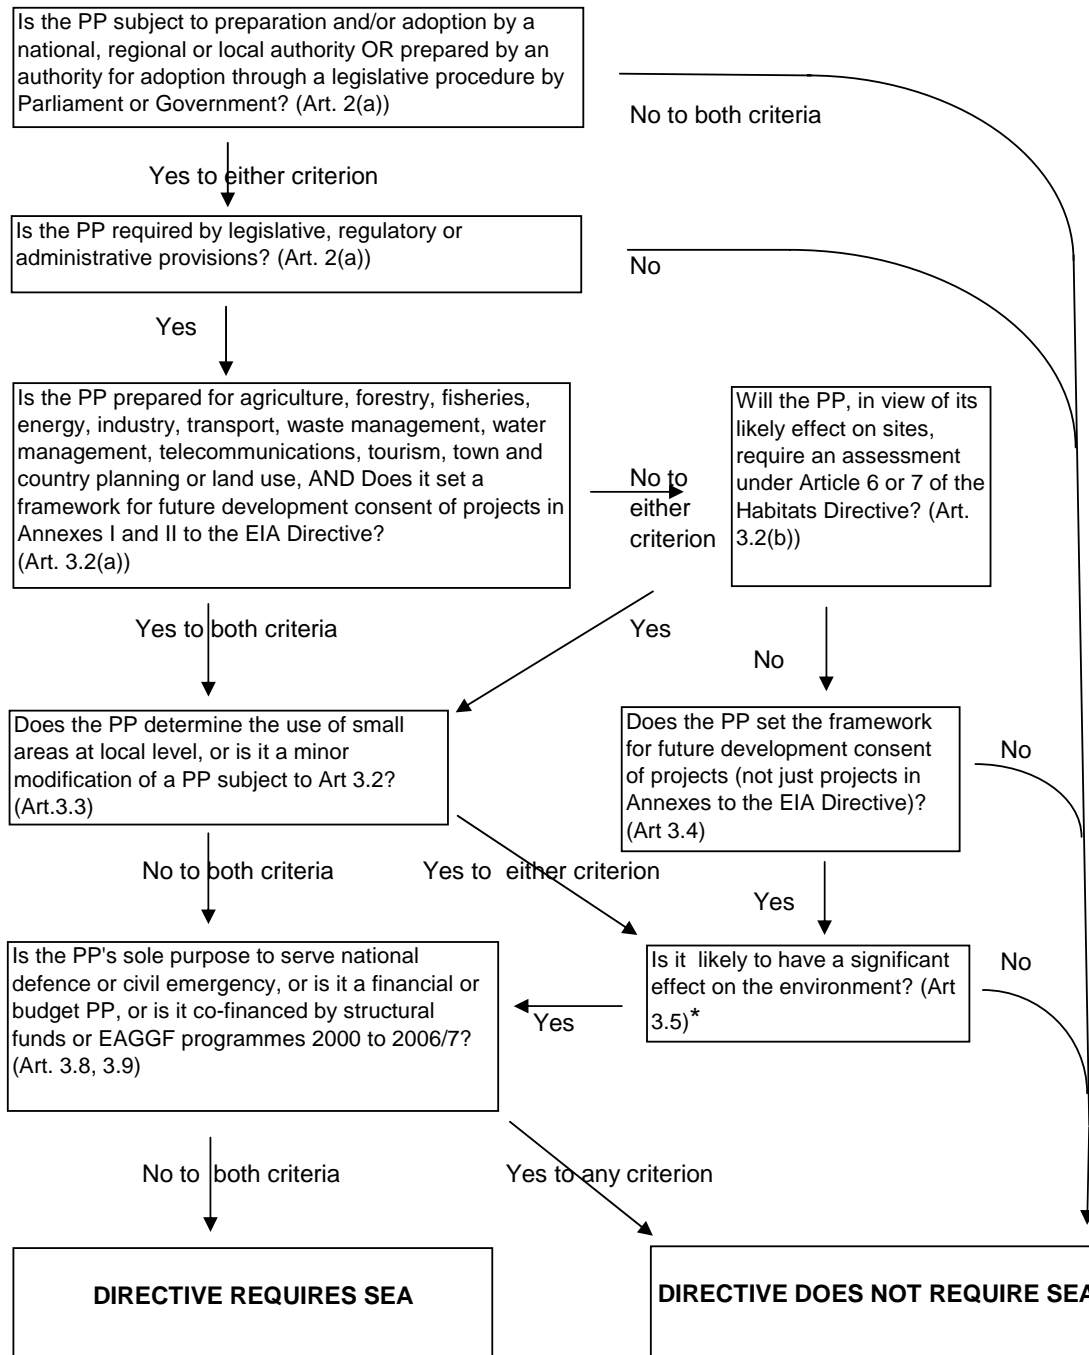 Is the PP subject to preparation and/or adoption by a
national, regional or local authority OR prepared by an
authority for adoption through a legislative procedure by
Parliament or Government? (Art. 2(a))
No to both criteria
Yes to either criterion
Is the PP required by legislative, regulatory or
administrative provisions? (Art. 2(a))
No
Yes
Is the PP prepared for agriculture, forestry, fisheries,
energy, industry, transport, waste management, water
management, telecommunications, tourism, town and
country planning or land use, AND Does it set a
framework for future development consent of projects in
Annexes I and II to the EIA Directive?
(Art. 3.2(a))
No to
either
criterion
Will the PP, in view of its
likely effect on sites,
require an assessment
under Article 6 or 7 of the
Habitats Directive? (Art.
3.2(b))
Yes to both criteria
Yes
No
Does the PP determine the use of small
areas at local level, or is it a minor
modification of a PP subject to Art 3.2?
(Art.3.3)
Does the PP set the framework
for future development consent
of projects (not just projects in
Annexes to the EIA Directive)?
(Art 3.4)
No
No to both criteria
Yes to either criterion
Yes
Is the PP's sole purpose to serve national
defence or civil emergency, or is it a financial or
budget PP, or is it co-financed by structural
funds or EAGGF programmes 2000 to 2006/7?
(Art. 3.8, 3.9)
Yes
Is it likely to have a significant
effect on the environment? (Art
3.5)*
No
No to both criteria
Yes to any criterion
DIRECTIVE REQUIRES SEA
DIRECTIVE DOES NOT REQUIRE SEA